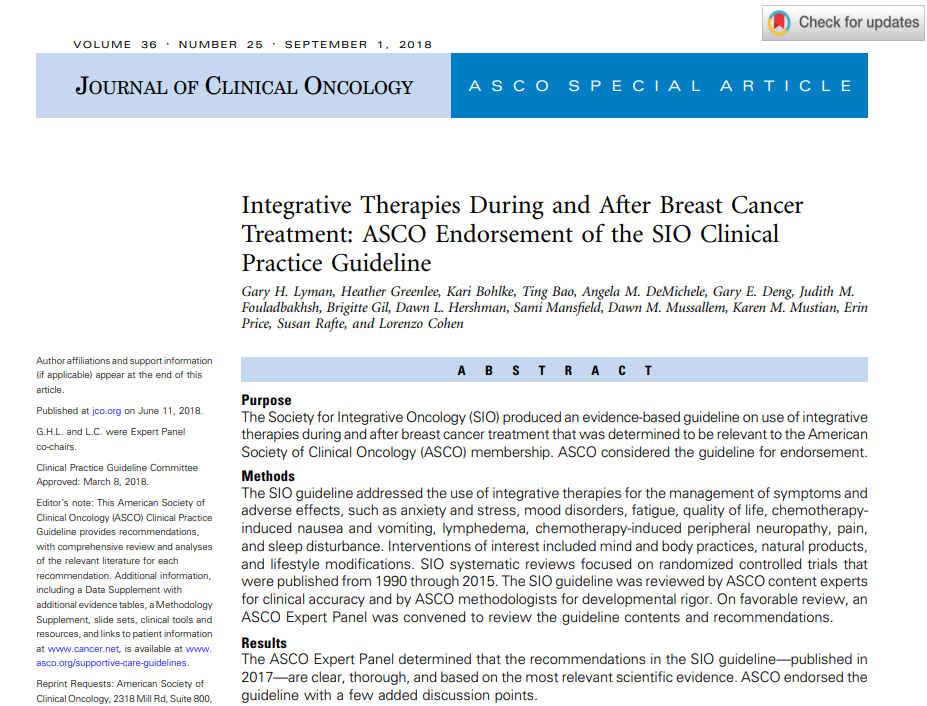 Check for updates
VOLUME 36 · NUMBER 25 · SEPTEMBER 1, 2018
JOURNAL OF CLINICAL ONCOLOGY
ASCO SPECIAL ARTICLE
Integrative Therapies During and After Breast Cancer
Treatment: ASCO Endorsement of the SIO Clinical
Practice Guideline
Gary H. Lyman, Heather Greenlee, Kari Bohlke, Ting Bao, Angela M. DeMichele, Gary E. Deng, Judith M.
Fouladbakhsh, Brigitte Gil, Dawn L. Hershman, Sami Mansfield, Dawn M. Mussallem, Karen M. Mustian, Erin
Price, Susan Rafte, and Lorenzo Cohen
Author affiliations and support information
(if applicable) appear at the end of this
article.
Published at jco.org on June 11, 2018.
G.H.L. and L.C. were Expert Panel
co-chairs.
Clinical Practice Guideline Committee
Approved: March 8, 2018.
Editor's note: This American Society of
Clinical Oncology (ASCO) Clinical Practice
Guideline provides recommendations,
with comprehensive review and analyses
of the relevant literature for each
recommendation. Additional information,
including a Data Supplement with
additional evidence tables, a Methodology
Supplement, slide sets, clinical tools and
resources, and links to patient information
at www.cancer.net, is available at www.
asco.org/supportive-care-guidelines.
Reprint Requests: American Society of
Clinical Oncology, 2318 Mill Rd, Suite 800,
ABSTRACT
Purpose
The Society for Integrative Oncology (SIO) produced an evidence-based guideline on use of integrative
therapies during and after breast cancer treatment that was determined to be relevant to the American
Society of Clinical Oncology (ASCO) membership. ASCO considered the guideline for endorsement.
Methods
The SIO guideline addressed the use of integrative therapies for the management of symptoms and
adverse effects, such as anxiety and stress, mood disorders, fatigue, quality of life, chemotherapy-
induced nausea and vomiting, lymphedema, chemotherapy-induced peripheral neuropathy, pain,
and sleep disturbance. Interventions of interest included mind and body practices, natural products,
and lifestyle modifications. SIO systematic reviews focused on randomized controlled trials that
were published from 1990 through 2015. The SIO guideline was reviewed by ASCO content experts
for clinical accuracy and by ASCO methodologists for developmental rigor. On favorable review, an
ASCO Expert Panel was convened to review the guideline contents and recommendations.
Results
The ASCO Expert Panel determined that the recommendations in the SIO guideline—published in
2017—are clear, thorough, and based on the most relevant scientific evidence. ASCO endorsed the
guideline with a few added discussion points.